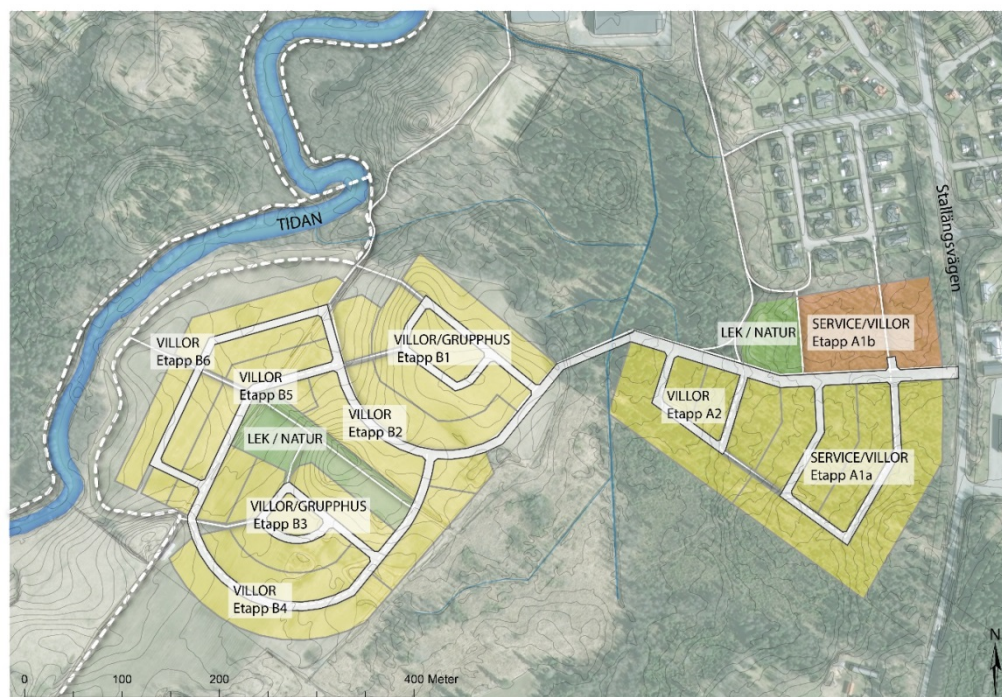 TIDAN
Stallängsvägen
LEK / NATUR
SERVICE/VILLOR
Etapp A1b
VILLOR
Etapp B6
VILLOR/GRUPPHUS
Etapp B1
VILLOR
Etapp B5
VILLOR
Etapp A2
VILLOR
Etapp B2
LEK / NATUR
SERVICE/VILLOR
Etapp A1a
VILLOR/GRUPPHUS
Etapp B3
VILLOR
Etapp B4
N
0 100 200 400 Meter